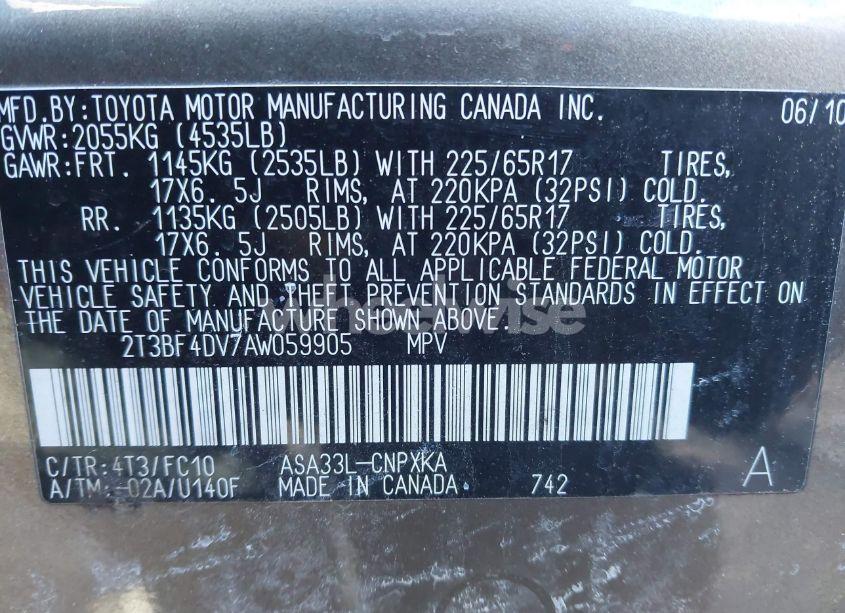 MFD.BY:TOYOTA MOTOR MANUFACTURING CANADA INC. 06/10
GVWR:2055KG (4535LB)
GAWR:FRT. 1145KG (2535LB) WITH 225/65R17 TIRES,
17X6. 5J RIMS, AT 220KPA (32PSI) COLD.
RR. 1135KG (2505LB) WITH 225/65R17 TIRES,
17X6. 5J RIMS, AT 220KPA (32PSI) COLD.
THIS VEHICLE CONFORMS TO ALL APPLICABLE FEDERAL MOTOR
VEHICLE SAFETY AND THEFT PREVENTION STANDARDS IN EFFECT ON
THE DATE OF MANUFACTURE SHOWN ABOVE.
wheelwise
2T3BF4DV7AW059905 MPV
C/TR:4T3/FC10 ASA33L-CNPXKA A
A/TM:-02A/U140F MADE IN CANADA 742